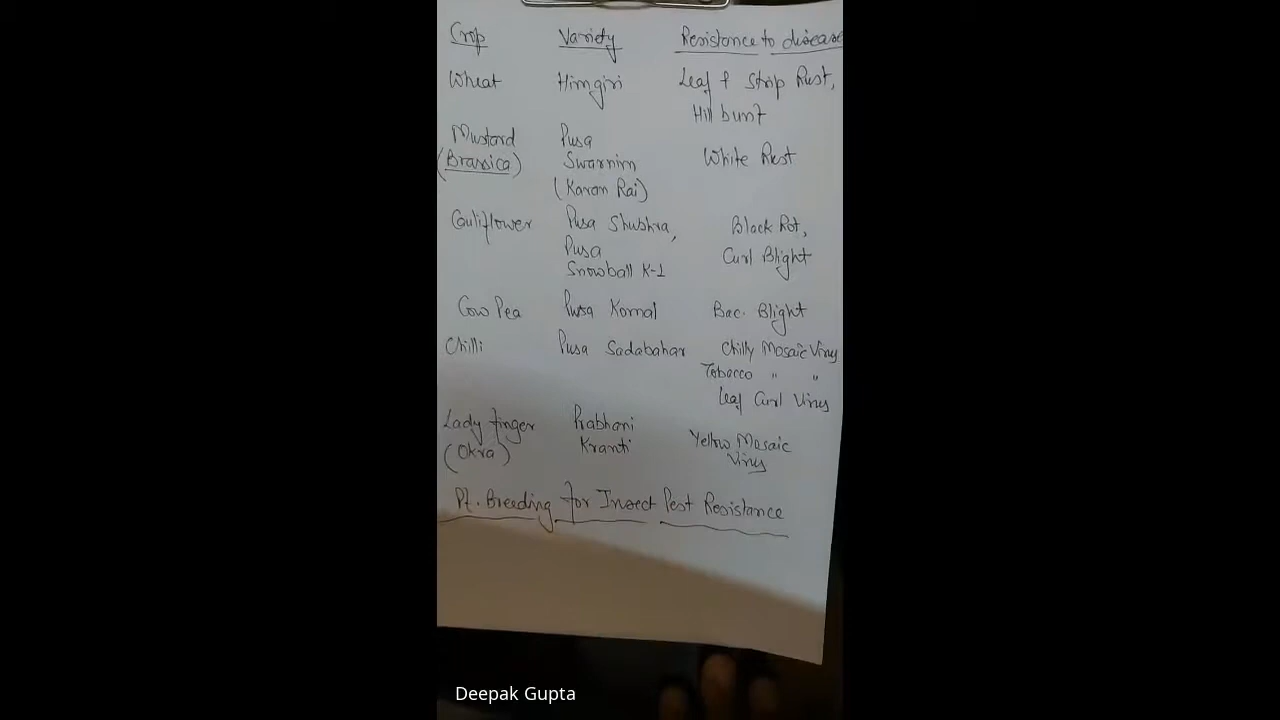 Crop Variety Resistance to disease
Wheat Himgiri Leaf & Strip Rust,
Hill bunt
Mustard Pusa
(Brassica) Swarnim White Rust
(Karan Rai)
Cauliflower Pusa Shubhra, Black Rot,
Pusa Curl Blight
Snowball K-1
Cow Pea Pusa Komal Bac. Blight
Chilli Pusa Sadabahar Chilly Mosaic Virus
Tobacco " "
Leaf Curl Virus
Lady finger Prabhani
(Okra) Kranti Yellow Mosaic
Virus
Pt. Breeding for Insect Pest Resistance
Deepak Gupta